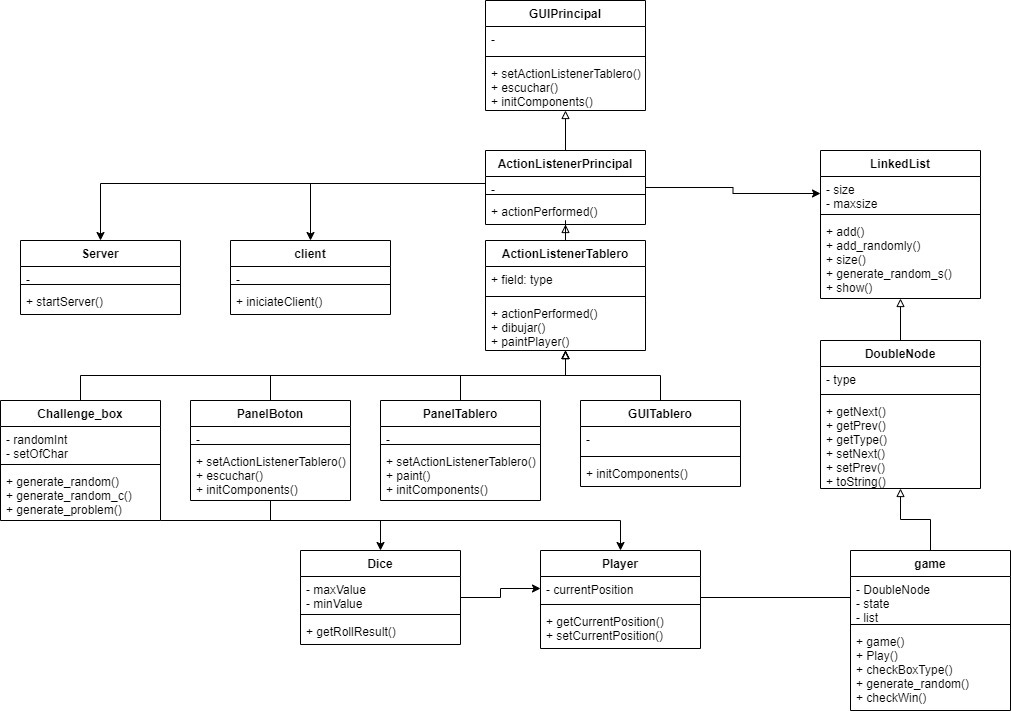 GUIPrincipal
-
+ setActionListenerTablero()
+ escuchar()
+ initComponents()
ActionListenerPrincipal
-
+ actionPerformed()
LinkedList
- size
- maxsize
+ add()
+ add_randomly()
+ size()
+ generate_random_s()
+ show()
Server
-
+ startServer()
client
-
+ iniciateClient()
ActionListenerTablero
+ field: type
+ actionPerformed()
+ dibujar()
+ paintPlayer()
DoubleNode
- type
+ getNext()
+ getPrev()
+ getType()
+ setNext()
+ setPrev()
+ toString()
Challenge_box
- randomInt
- setOfChar
+ generate_random()
+ generate_random_c()
+ generate_problem()
PanelBoton
-
+ setActionListenerTablero()
+ escuchar()
+ initComponents()
PanelTablero
-
+ setActionListenerTablero()
+ paint()
+ initComponents()
GUITablero
-
+ initComponents()
Dice
- maxValue
- minValue
+ getRollResult()
Player
- currentPosition
+ getCurrentPosition()
+ setCurrentPosition()
game
- DoubleNode
- state
- list
+ game()
+ Play()
+ checkBoxType()
+ generate_random()
+ checkWin()